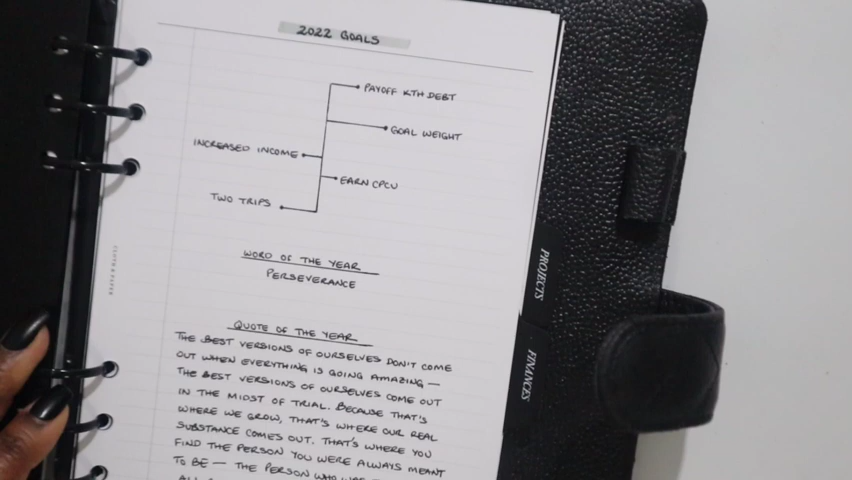 2022 GOALS
PAYOFF KTH DEBT
GOAL WEIGHT
INCREASED INCOME
EARN CPCU
TWO TRIPS
WORD OF THE YEAR
PERSEVERANCE
QUOTE OF THE YEAR
THE BEST VERSIONS OF OURSELVES DON'T COME
OUT WHEN EVERYTHING IS GOING AMAZING —
THE BEST VERSIONS OF OURSELVES COME OUT
IN THE MIDST OF TRIAL. BECAUSE THAT'S
WHERE WE GROW, THAT'S WHERE OUR REAL
SUBSTANCE COMES OUT. THAT'S WHERE YOU
FIND THE PERSON YOU WERE ALWAYS MEANT
TO BE — THE PERSON WHO
PROJECTS
FINANCES